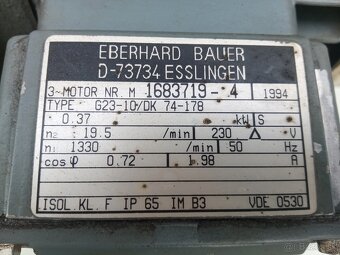 EBERHARD BAUER
D-73734 ESSLINGEN
3~MOTOR NR. M 1683719- 4 1994
TYPE G23-10/DK 74-178
0.37 kW S
n₂ 19.5 /min 230 Δ V
n₁ 1330 /min 50 Hz
cos φ 0.72 1.98 A
ISOL. KL. F IP 65 IM B3 VDE 0530